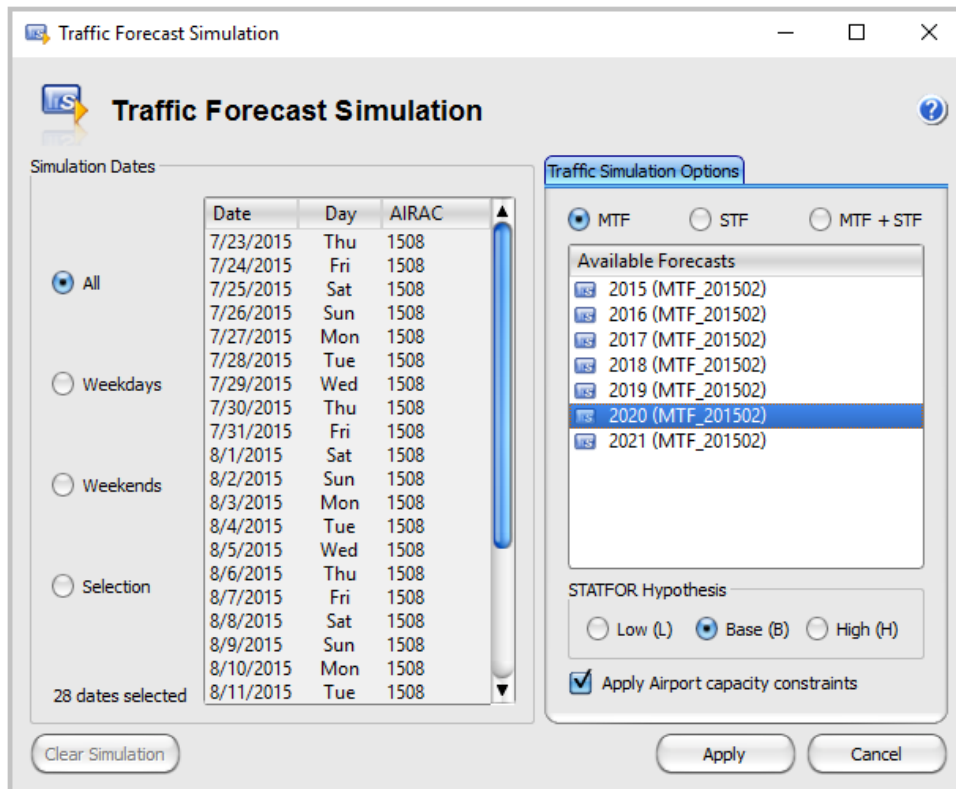 Traffic Forecast Simulation
Traffic Forecast Simulation
Simulation Dates
All
Weekdays
Weekends
Selection
28 dates selected
Date Day AIRAC
7/23/2015 Thu 1508
7/24/2015 Fri 1508
7/25/2015 Sat 1508
7/26/2015 Sun 1508
7/27/2015 Mon 1508
7/28/2015 Tue 1508
7/29/2015 Wed 1508
7/30/2015 Thu 1508
7/31/2015 Fri 1508
8/1/2015 Sat 1508
8/2/2015 Sun 1508
8/3/2015 Mon 1508
8/4/2015 Tue 1508
8/5/2015 Wed 1508
8/6/2015 Thu 1508
8/7/2015 Fri 1508
8/8/2015 Sat 1508
8/9/2015 Sun 1508
8/10/2015 Mon 1508
8/11/2015 Tue 1508
Traffic Simulation Options
MTF STF MTF + STF
Available Forecasts
2015 (MTF_201502)
2016 (MTF_201502)
2017 (MTF_201502)
2018 (MTF_201502)
2019 (MTF_201502)
2020 (MTF_201502)
2021 (MTF_201502)
STATFOR Hypothesis
Low (L) Base (B) High (H)
Apply Airport capacity constraints
Clear Simulation Apply Cancel